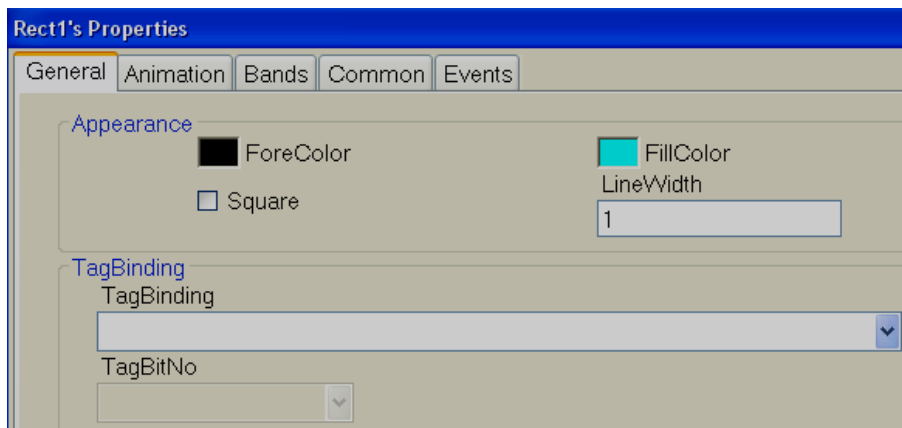 Rect1's Properties
General Animation Bands Common Events
Appearance
ForeColor FillColor
LineWidth
Square
1
TagBinding
TagBinding
TagBitNo